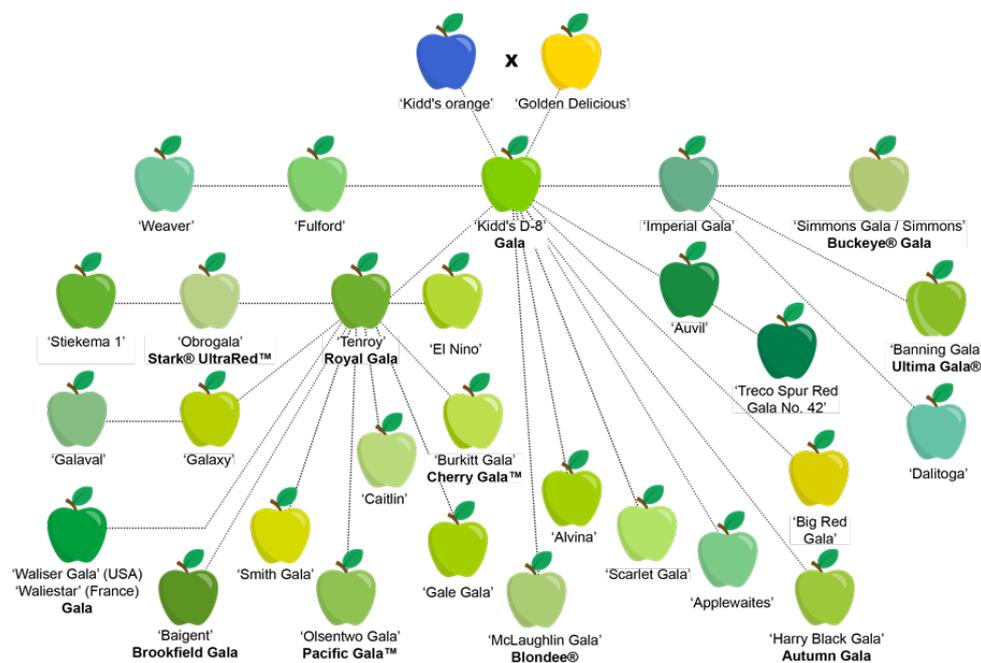 x
‘Kidd's orange’
‘Golden Delicious’
‘Weaver’
‘Fulford’
‘Kidd's D-8’
Gala
‘Imperial Gala’
‘Simmons Gala / Simmons’
Buckeye® Gala
‘Stiekema 1’
‘Obrogala’
Stark® UltraRed™
‘Tenroy’
Royal Gala
‘El Nino’
‘Auvil’
‘Banning Gala
Ultima Gala®
‘Treco Spur Red
Gala No. 42’
‘Galaval’
‘Galaxy’
‘Caitlin’
‘Burkitt Gala’
Cherry Gala™
‘Dalitoga’
‘Big Red
Gala’
‘Alvina’
‘Waliser Gala’ (USA)
‘Waliestar’ (France)
Gala
‘Smith Gala’
‘Gale Gala’
‘Scarlet Gala’
‘Applewaites’
‘Baigent’
Brookfield Gala
‘Olsentwo Gala’
Pacific Gala™
‘McLaughlin Gala’
Blondee®
‘Harry Black Gala’
Autumn Gala